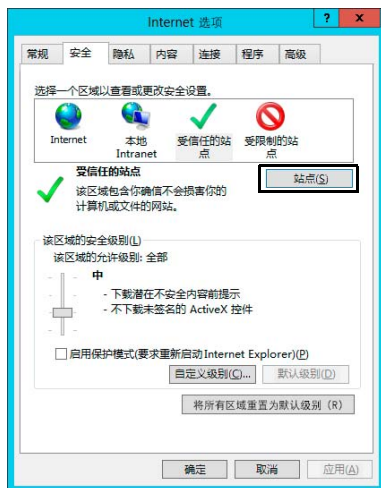 Internet 选项
?
x
常规 安全 隐私 内容 连接 程序 高级
选择一个区域以查看或更改安全设置。
Internet 本地 Intranet 受信任的站点 受限制的站点
受信任的站点
站点(S)
该区域包含你确信不会损害你的
计算机或文件的网站。
该区域的安全级别(L)
该区域的允许级别: 全部
中
- 下载潜在不安全内容前提示
- 不下载未签名的 ActiveX 控件
启用保护模式(要求重新启动 Internet Explorer)(P)
自定义级别(C)... 默认级别(D)
将所有区域重置为默认级别 (R)
确定 取消 应用(A)